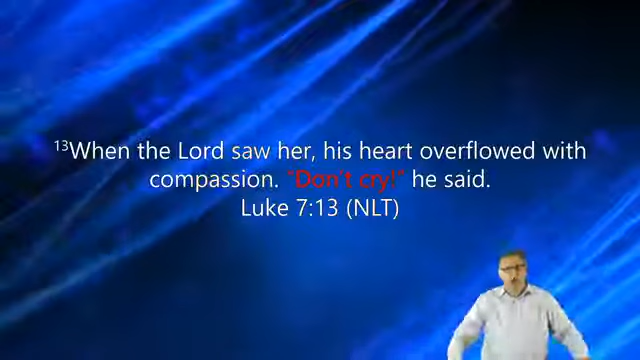 ¹³When the Lord saw her, his heart overflowed with
compassion. "Don't cry!" he said.
Luke 7:13 (NLT)